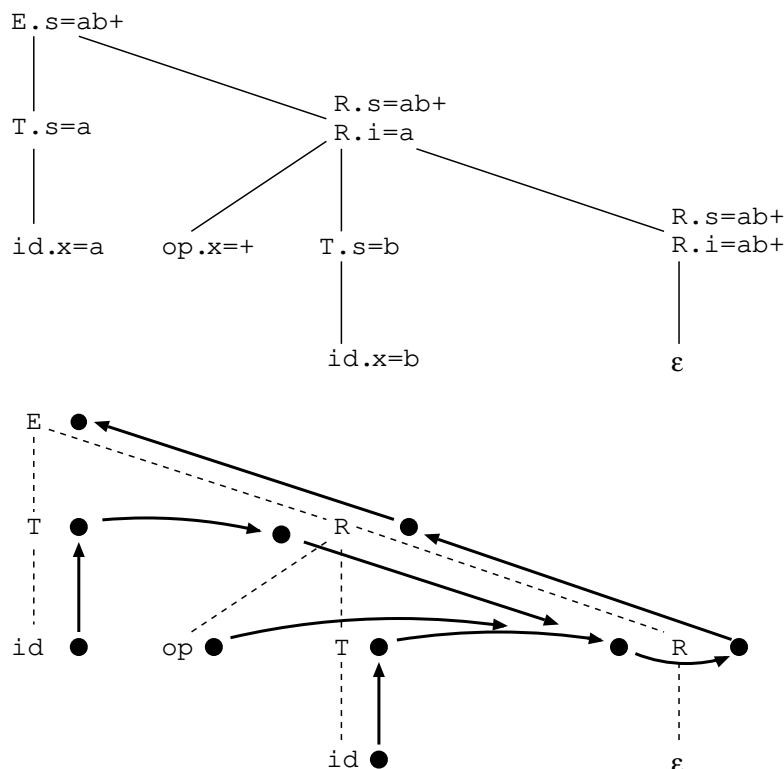 E.s=ab+
R.s=ab+
T.s=a
R.i=a
R.s=ab+
id.x=a op.x=+ T.s=b R.i=ab+
id.x=b ε
E
T R
id op T R
id ε